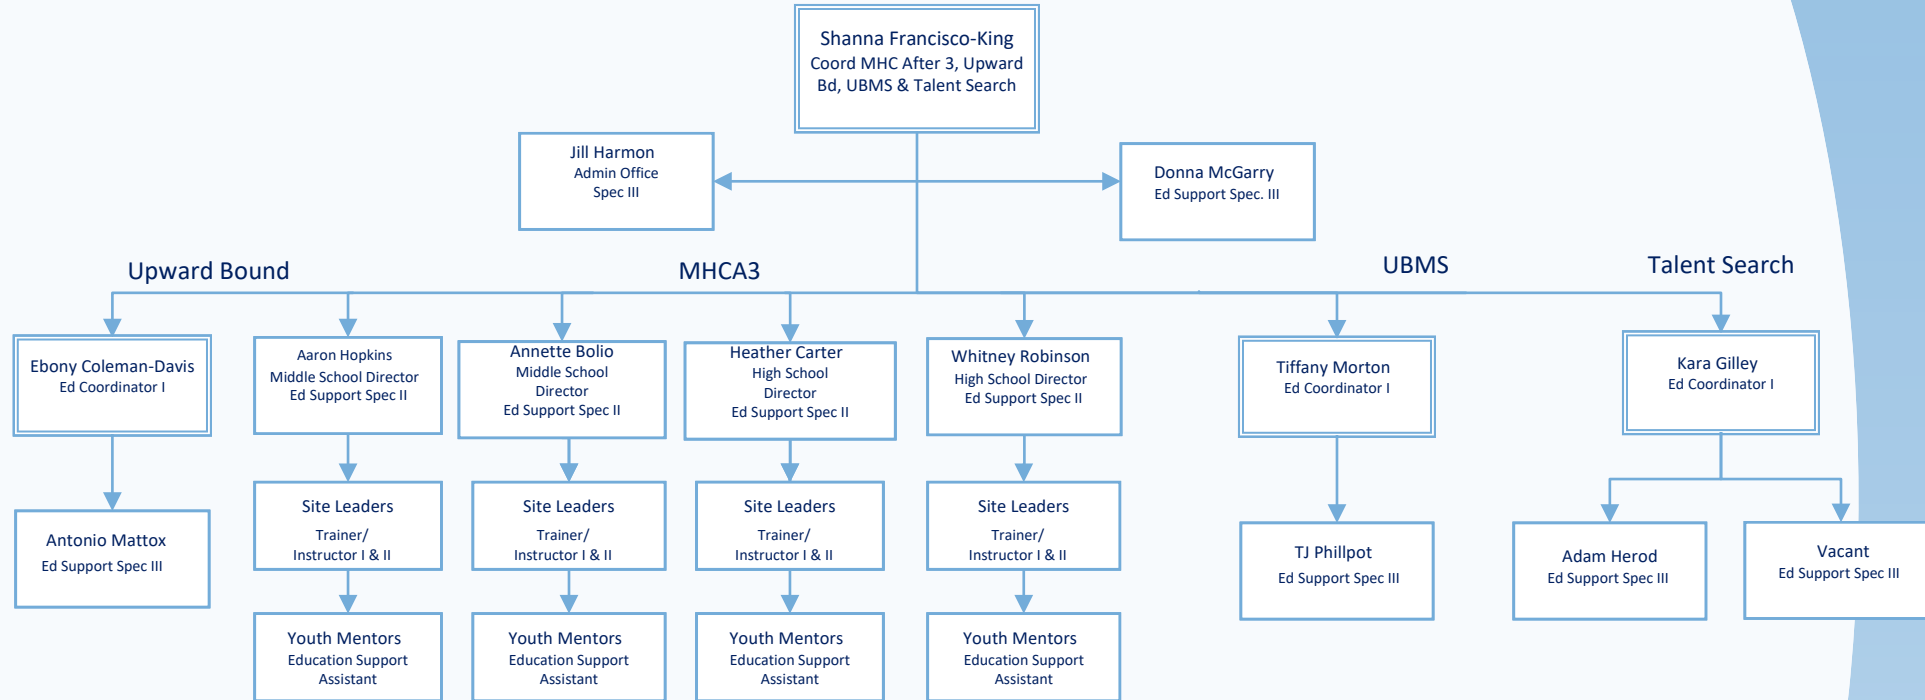 Shanna Francisco-King
Coord MHC After 3, Upward
Bd, UBMS & Talent Search
Jill Harmon
Admin Office
Spec III
Donna McGarry
Ed Support Spec. III
Upward Bound
MHCA3
UBMS
Talent Search
Ebony Coleman-Davis
Ed Coordinator I
Aaron Hopkins
Middle School Director
Ed Support Spec II
Annette Bolio
Middle School
Director
Ed Support Spec II
Heather Carter
High School
Director
Ed Support Spec II
Whitney Robinson
High School Director
Ed Support Spec II
Tiffany Morton
Ed Coordinator I
Kara Gilley
Ed Coordinator I
Antonio Mattox
Ed Support Spec III
Site Leaders
Trainer/
Instructor I & II
Site Leaders
Trainer/
Instructor I & II
Site Leaders
Trainer/
Instructor I & II
Site Leaders
Trainer/
Instructor I & II
TJ Phillpot
Ed Support Spec III
Adam Herod
Ed Support Spec III
Vacant
Ed Support Spec III
Youth Mentors
Education Support
Assistant
Youth Mentors
Education Support
Assistant
Youth Mentors
Education Support
Assistant
Youth Mentors
Education Support
Assistant